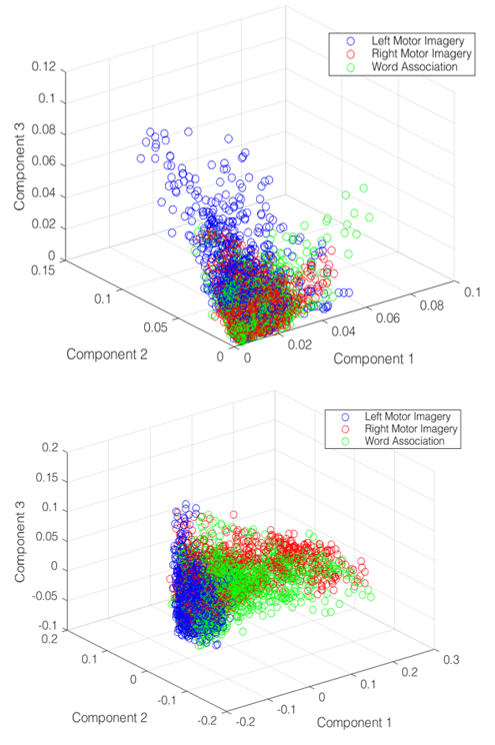 Left Motor Imagery
Right Motor Imagery
Word Association
0.12
0.1
0.08
0.06
0.04
0.02
0
Component 3
0.15
0.1
0.05
0
Component 2
0
0.02
0.04
0.06
0.08
0.1
Component 1
Left Motor Imagery
Right Motor Imagery
Word Association
0.2
0.15
0.1
0.05
0
-0.05
-0.1
Component 3
0.2
0.1
0
-0.1
-0.2
Component 2
-0.2
-0.1
0
0.1
0.2
0.3
Component 1